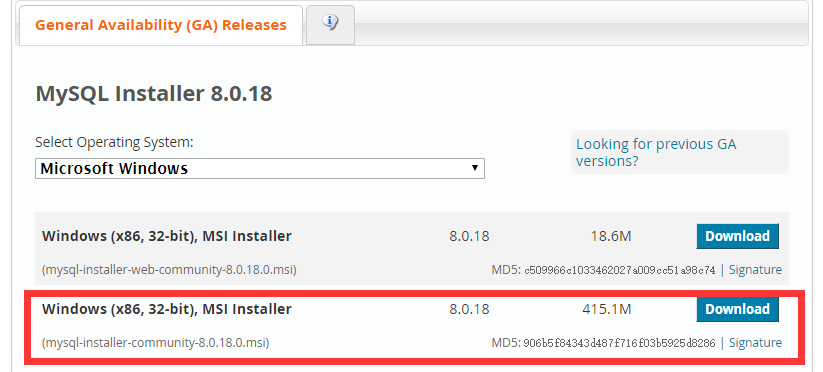 General Availability (GA) Releases
MySQL Installer 8.0.18
Select Operating System:
Looking for previous GA
versions?
Microsoft Windows
Windows (x86, 32-bit), MSI Installer 8.0.18 18.6M Download
(mysql-installer-web-community-8.0.18.0.msi) MD5: c509966c1033462027a009cc51a98c74 | Signature
Windows (x86, 32-bit), MSI Installer 8.0.18 415.1M Download
(mysql-installer-community-8.0.18.0.msi) MD5: 906b5f84343d487f716f03b5925d8286 | Signature